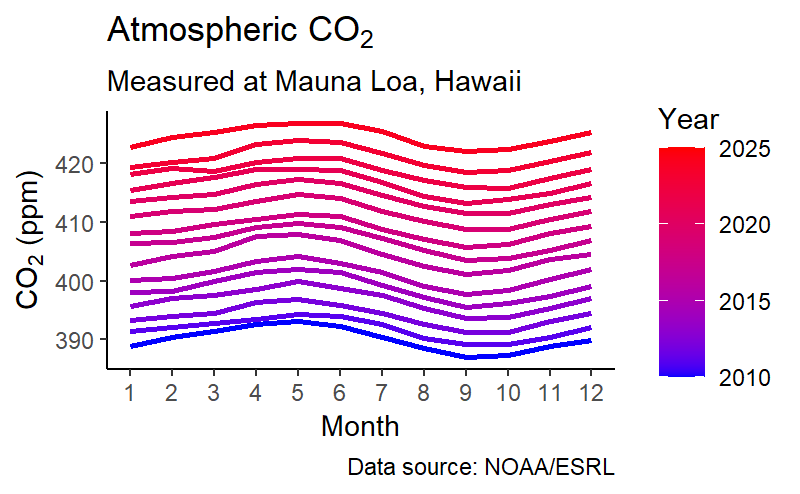 Atmospheric CO₂
Measured at Mauna Loa, Hawaii
CO₂ (ppm)
420
410
400
390
1 2 3 4 5 6 7 8 9 10 11 12
Month
Year
2025
2020
2015
2010
Data source: NOAA/ESRL